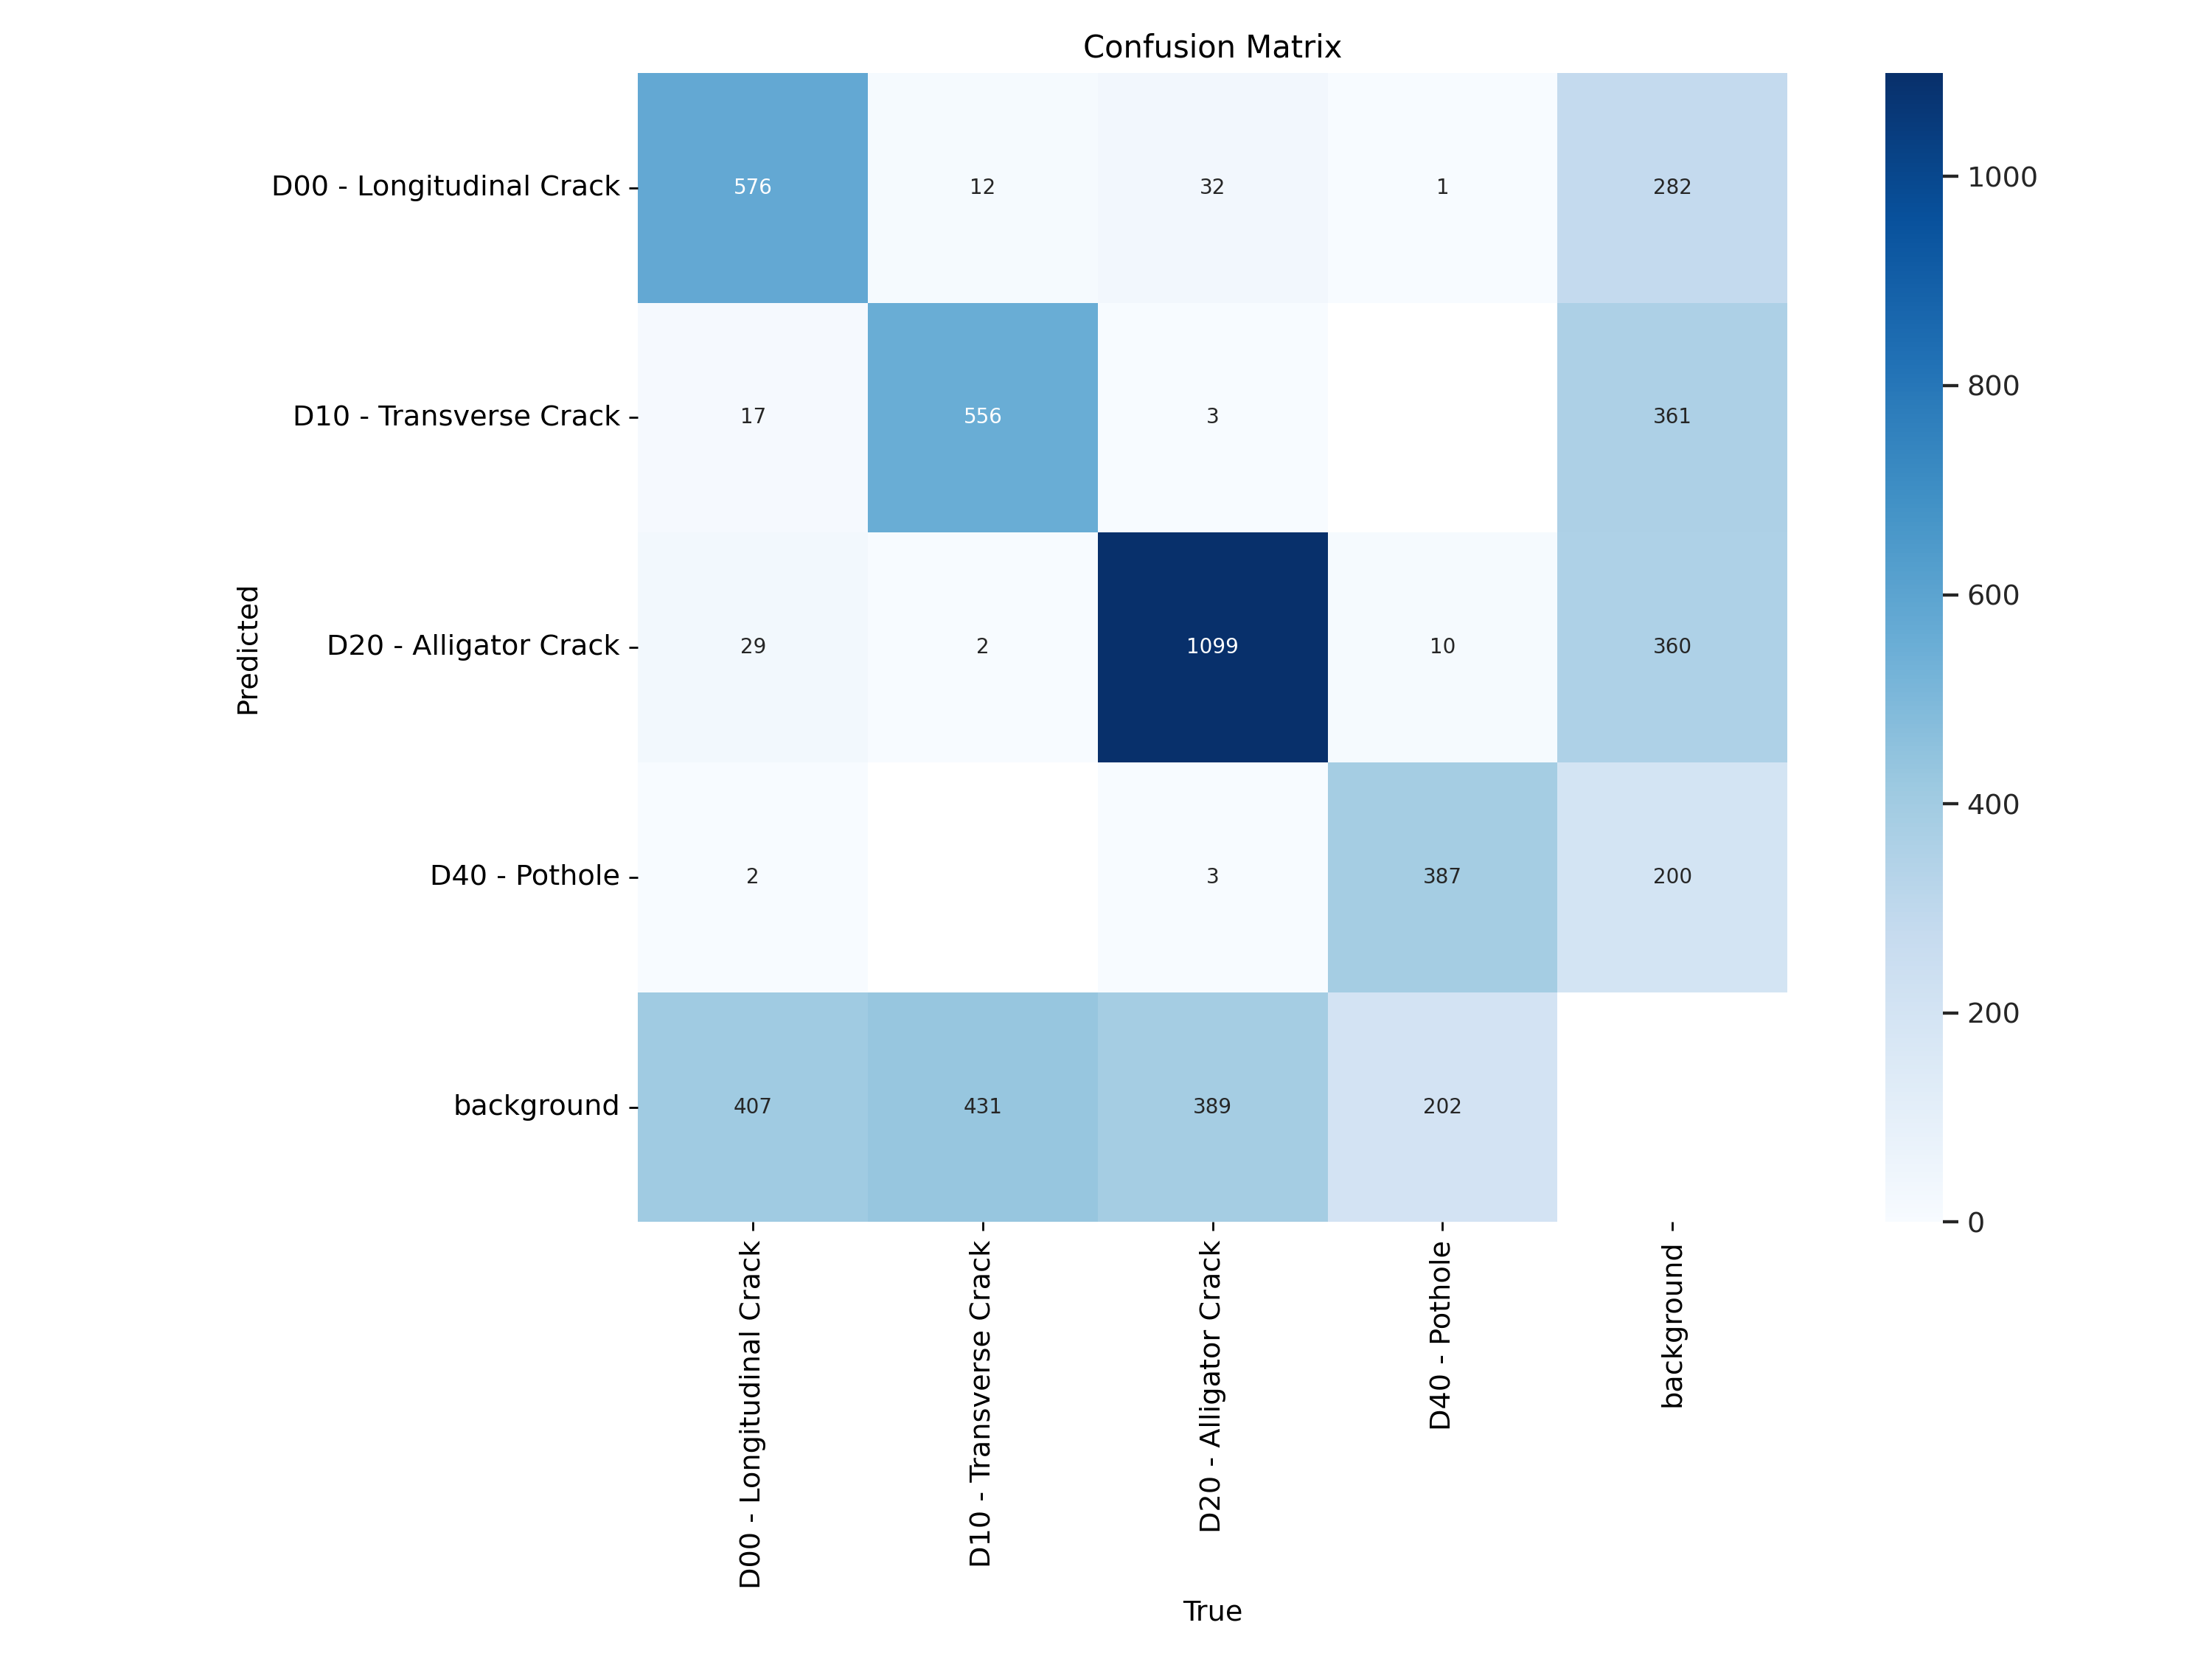 Confusion Matrix
D00 - Longitudinal Crack
576 12 32 1 282
D10 - Transverse Crack
17 556 3 361
D20 - Alligator Crack
29 2 1099 10 360
D40 - Pothole
2 3 387 200
background
407 431 389 202
Predicted
D00 - Longitudinal Crack
D10 - Transverse Crack
D20 - Alligator Crack
D40 - Pothole
background
True
1000
800
600
400
200
0